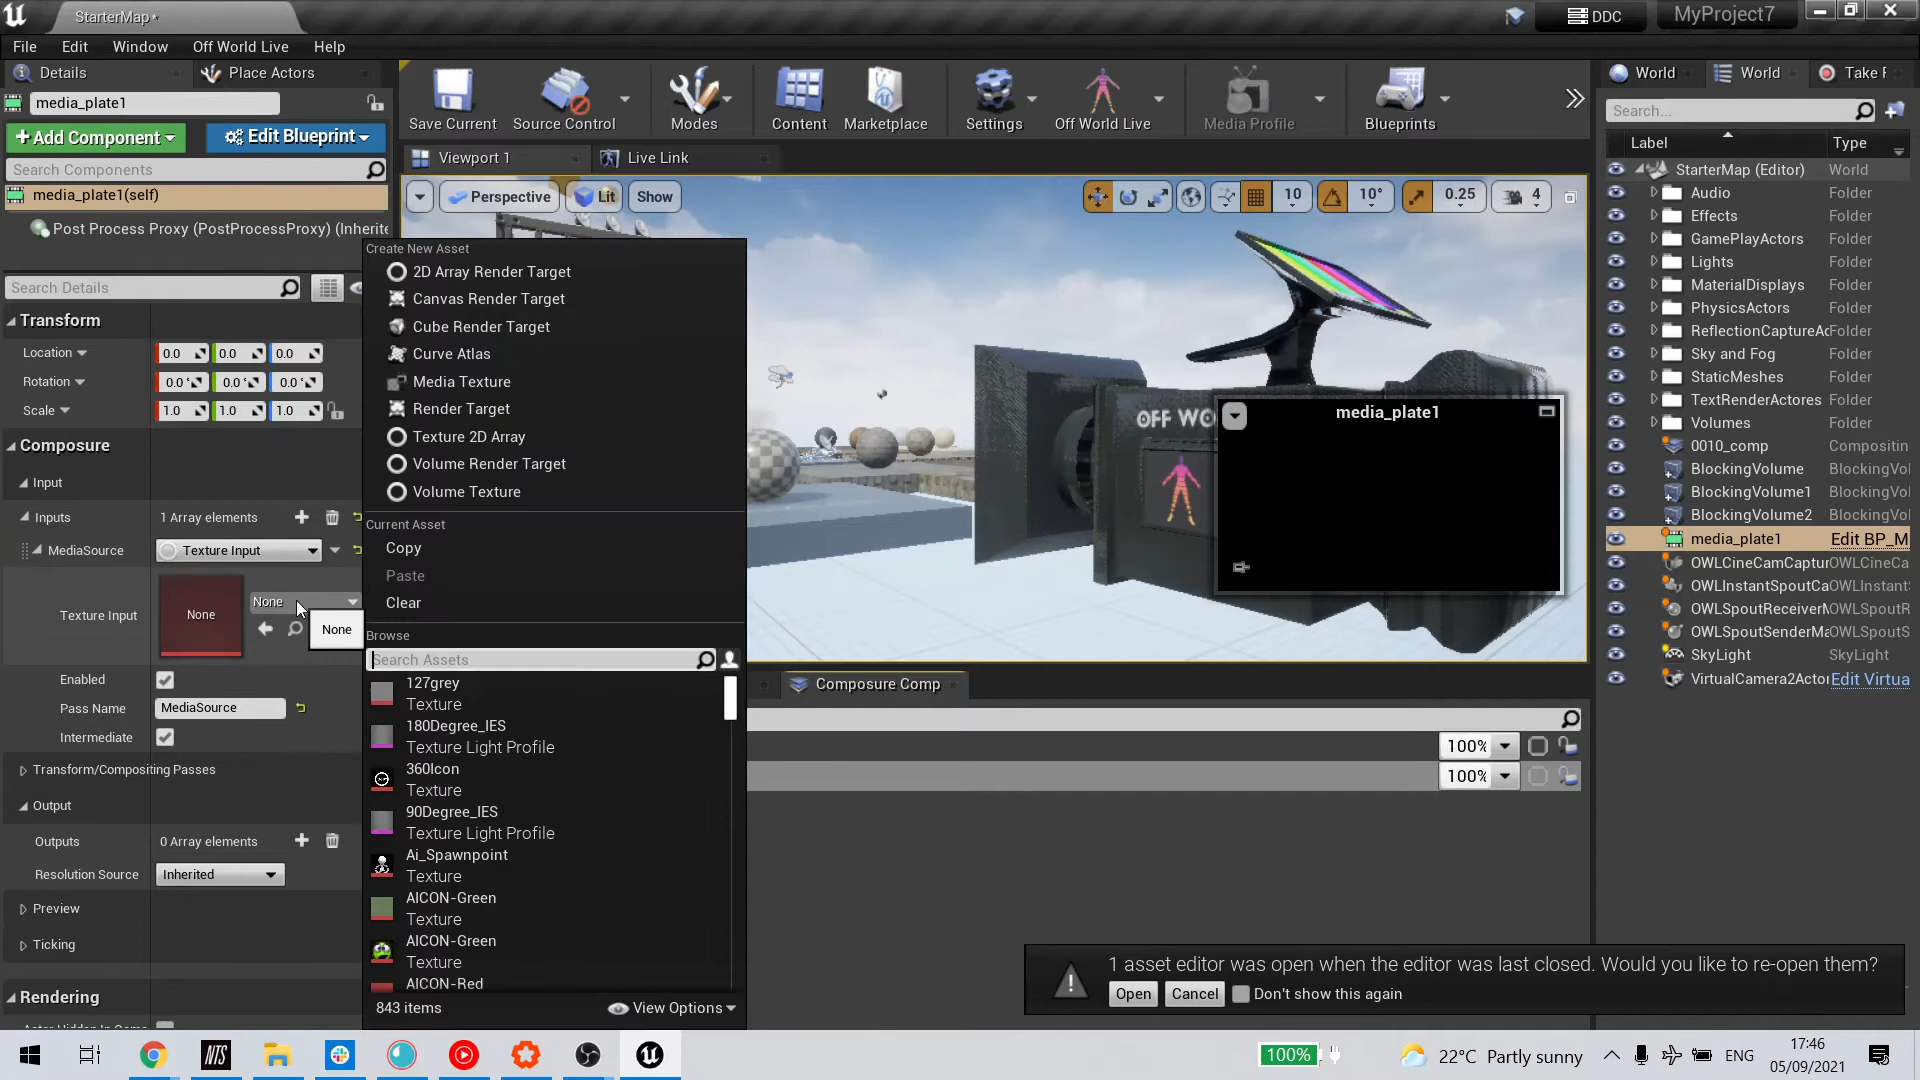 StarterMap*
DDC
MyProject7
File Edit Window Off World Live Help
Details
Place Actors
media_plate1
Add Component
Edit Blueprint
Search Components
media_plate1(self)
Post Process Proxy (PostProcessProxy) (Inherite
Search Details
Transform
Location 0.0 0.0 0.0
Rotation 0.0 ° 0.0 ° 0.0 °
Scale 1.0 1.0 1.0
Composure
Input
Inputs 1 Array elements
MediaSource Texture Input
Texture Input None None
None
Enabled
Pass Name MediaSource
Intermediate
Transform/Compositing Passes
Output
Outputs 0 Array elements
Resolution Source Inherited
Preview
Ticking
Rendering
Save Current Source Control Modes Content Marketplace Settings Off World Live Media Profile Blueprints
Viewport 1
Live Link
Perspective Lit Show
10 10° 0.25 4
Create New Asset
2D Array Render Target
Canvas Render Target
Cube Render Target
Curve Atlas
Media Texture
Render Target
Texture 2D Array
Volume Render Target
Volume Texture
Current Asset
Copy
Paste
Clear
Browse
Search Assets
127grey
Texture
180Degree_IES
Texture Light Profile
360Icon
Texture
90Degree_IES
Texture Light Profile
Ai_Spawnpoint
Texture
AICON-Green
Texture
AICON-Green
Texture
AICON-Red
843 items View Options
OFF WO
media_plate1
Composure Comp
100%
100%
World World Take R
Search...
Label Type
StarterMap (Editor) World
Audio Folder
Effects Folder
GamePlayActors Folder
Lights Folder
MaterialDisplays Folder
PhysicsActors Folder
ReflectionCaptureAc Folder
Sky and Fog Folder
StaticMeshes Folder
TextRenderActores Folder
Volumes Folder
0010_comp Compositin
BlockingVolume BlockingVol
BlockingVolume1 BlockingVol
BlockingVolume2 BlockingVol
media_plate1 Edit BP_M
OWLCineCamCaptur OWLCineCa
OWLInstantSpoutCa OWLInstant
OWLSpoutReceiverM OWLSpoutR
OWLSpoutSenderMa OWLSpoutS
SkyLight SkyLight
VirtualCamera2Actor Edit Virtua
1 asset editor was open when the editor was last closed. Would you like to re-open them?
Open Cancel Don't show this again
NTS
100% 22°C Partly sunny ENG 17:46
05/09/2021